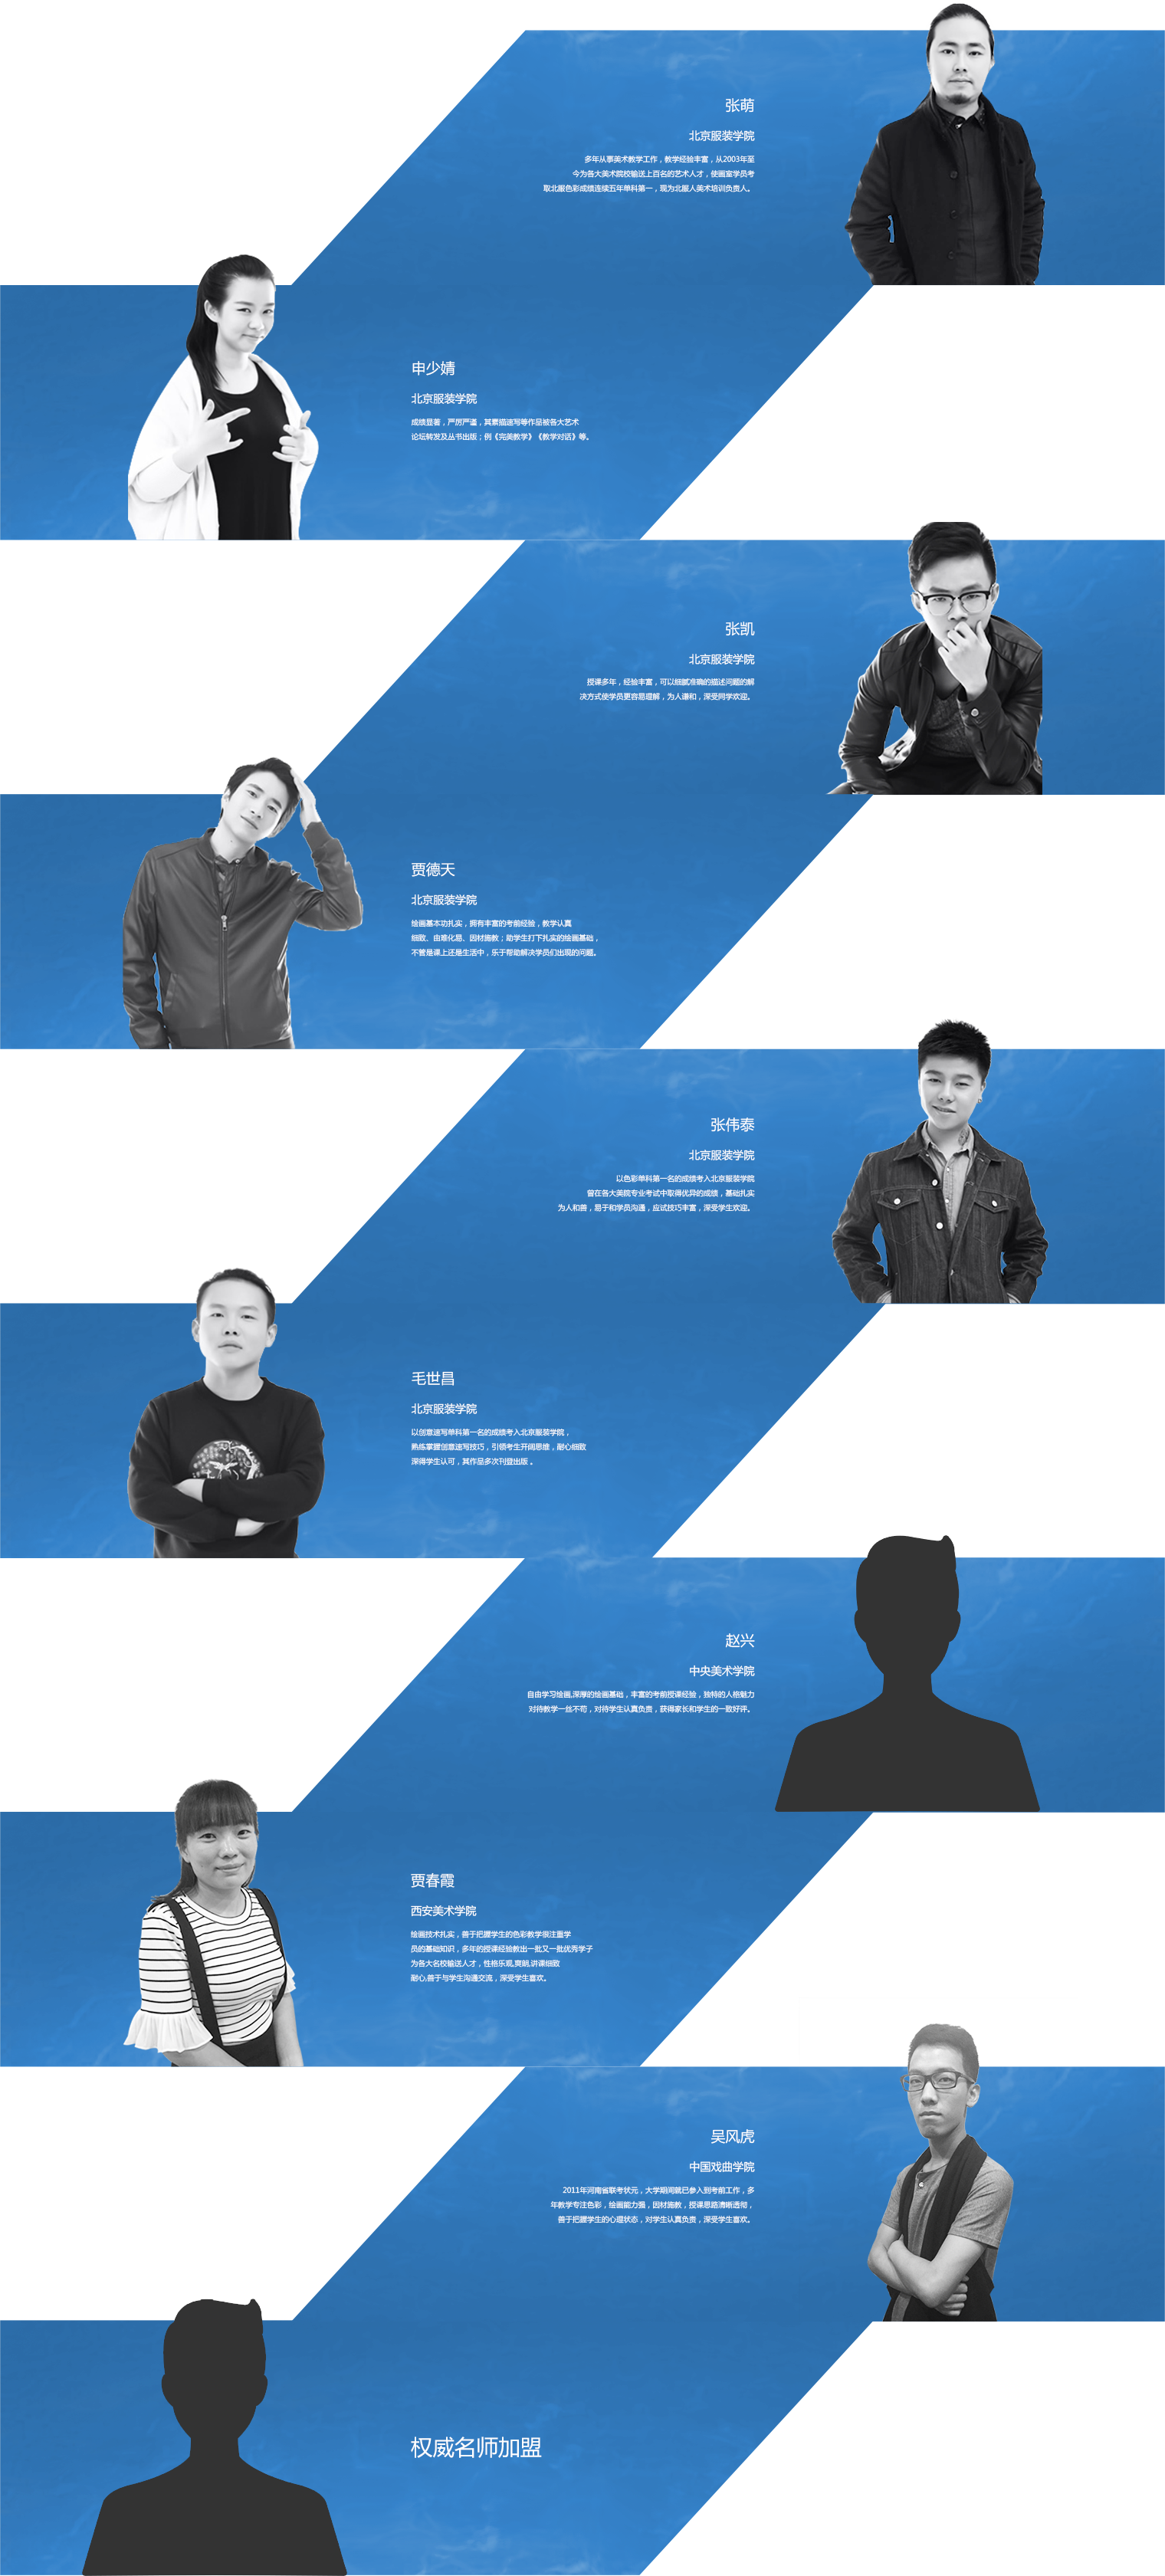 张萌
北京服装学院
多年从事美术教学工作，教学经验丰富，从2003年至
今为各大美术院校输送上百名的艺术人才，使画室学员考
取北服色彩成绩连续五年单科第一，现为北服人美术培训负责人。
申少婧
北京服装学院
成绩显著，严厉严谨，其素描速写等作品被各大艺术
论坛转发及丛书出版；例《完美教学》《教学对话》等。
张凯
北京服装学院
授课多年，经验丰富，可以细腻准确的描述问题的解
决方式使学员更容易理解，为人谦和，深受同学欢迎。
贾德天
北京服装学院
绘画基本功扎实，拥有丰富的考前经验，教学认真
细致、由难化易、因材施教；助学生打下扎实的绘画基础，
不管是课上还是生活中，乐于帮助解决学员们出现的问题。
张伟泰
北京服装学院
以色彩单科第一名的成绩考入北京服装学院
曾在各大美院专业考试中取得优异的成绩，基础扎实
为人和善，易于和学员沟通，应试技巧丰富，深受学生欢迎。
毛世昌
北京服装学院
以创意速写单科第一名的成绩考入北京服装学院，
熟练掌握创意速写技巧，引领考生开阔思维，耐心细致
深得学生认可，其作品多次刊登出版。
赵兴
中央美术学院
自由学习绘画,深厚的绘画基础，丰富的考前授课经验，独特的人格魅力
对待教学一丝不苟，对待学生认真负责，获得家长和学生的一致好评。
贾春霞
西安美术学院
绘画技术扎实，善于把握学生的色彩教学很注重学
员的基础知识，多年的授课经验教出一批又一批优秀学子
为各大名校输送人才，性格乐观,爽朗,讲课细致
耐心,善于与学生沟通交流，深受学生喜欢。
吴风虎
中国戏曲学院
2011年河南省联考状元，大学期间就已参入到考前工作，多
年教学专注色彩，绘画能力强，因材施教，授课思路清晰透彻，
善于把握学生的心理状态，对学生认真负责，深受学生喜欢。
权威名师加盟